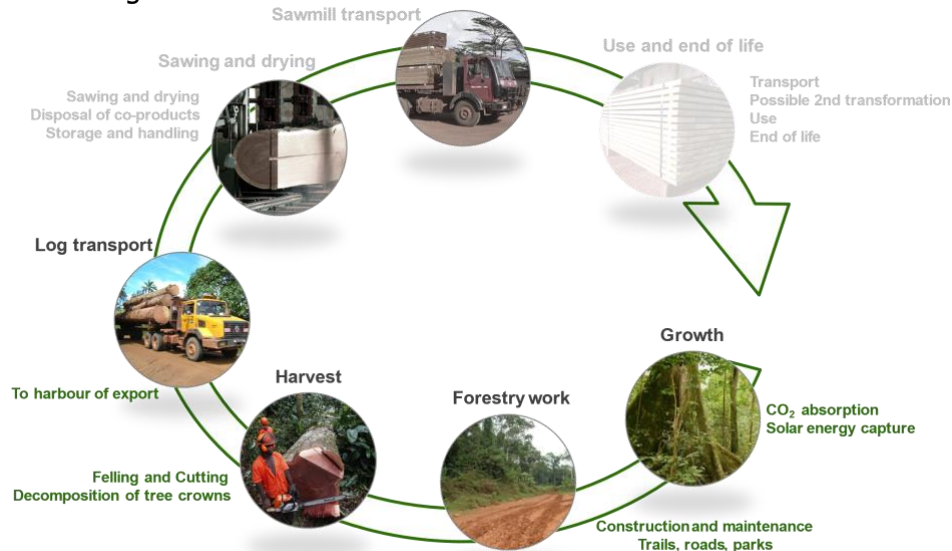 Sawmill transport
Sawing and drying
Sawing and drying
Disposal of co-products
Storage and handling
Use and end of life
Transport
Possible 2nd transformation
Use
End of life
Log transport
To harbour of export
Harvest
Felling and Cutting
Decomposition of tree crowns
Forestry work
Construction and maintenance
Trails, roads, parks
Growth
CO₂ absorption
Solar energy capture